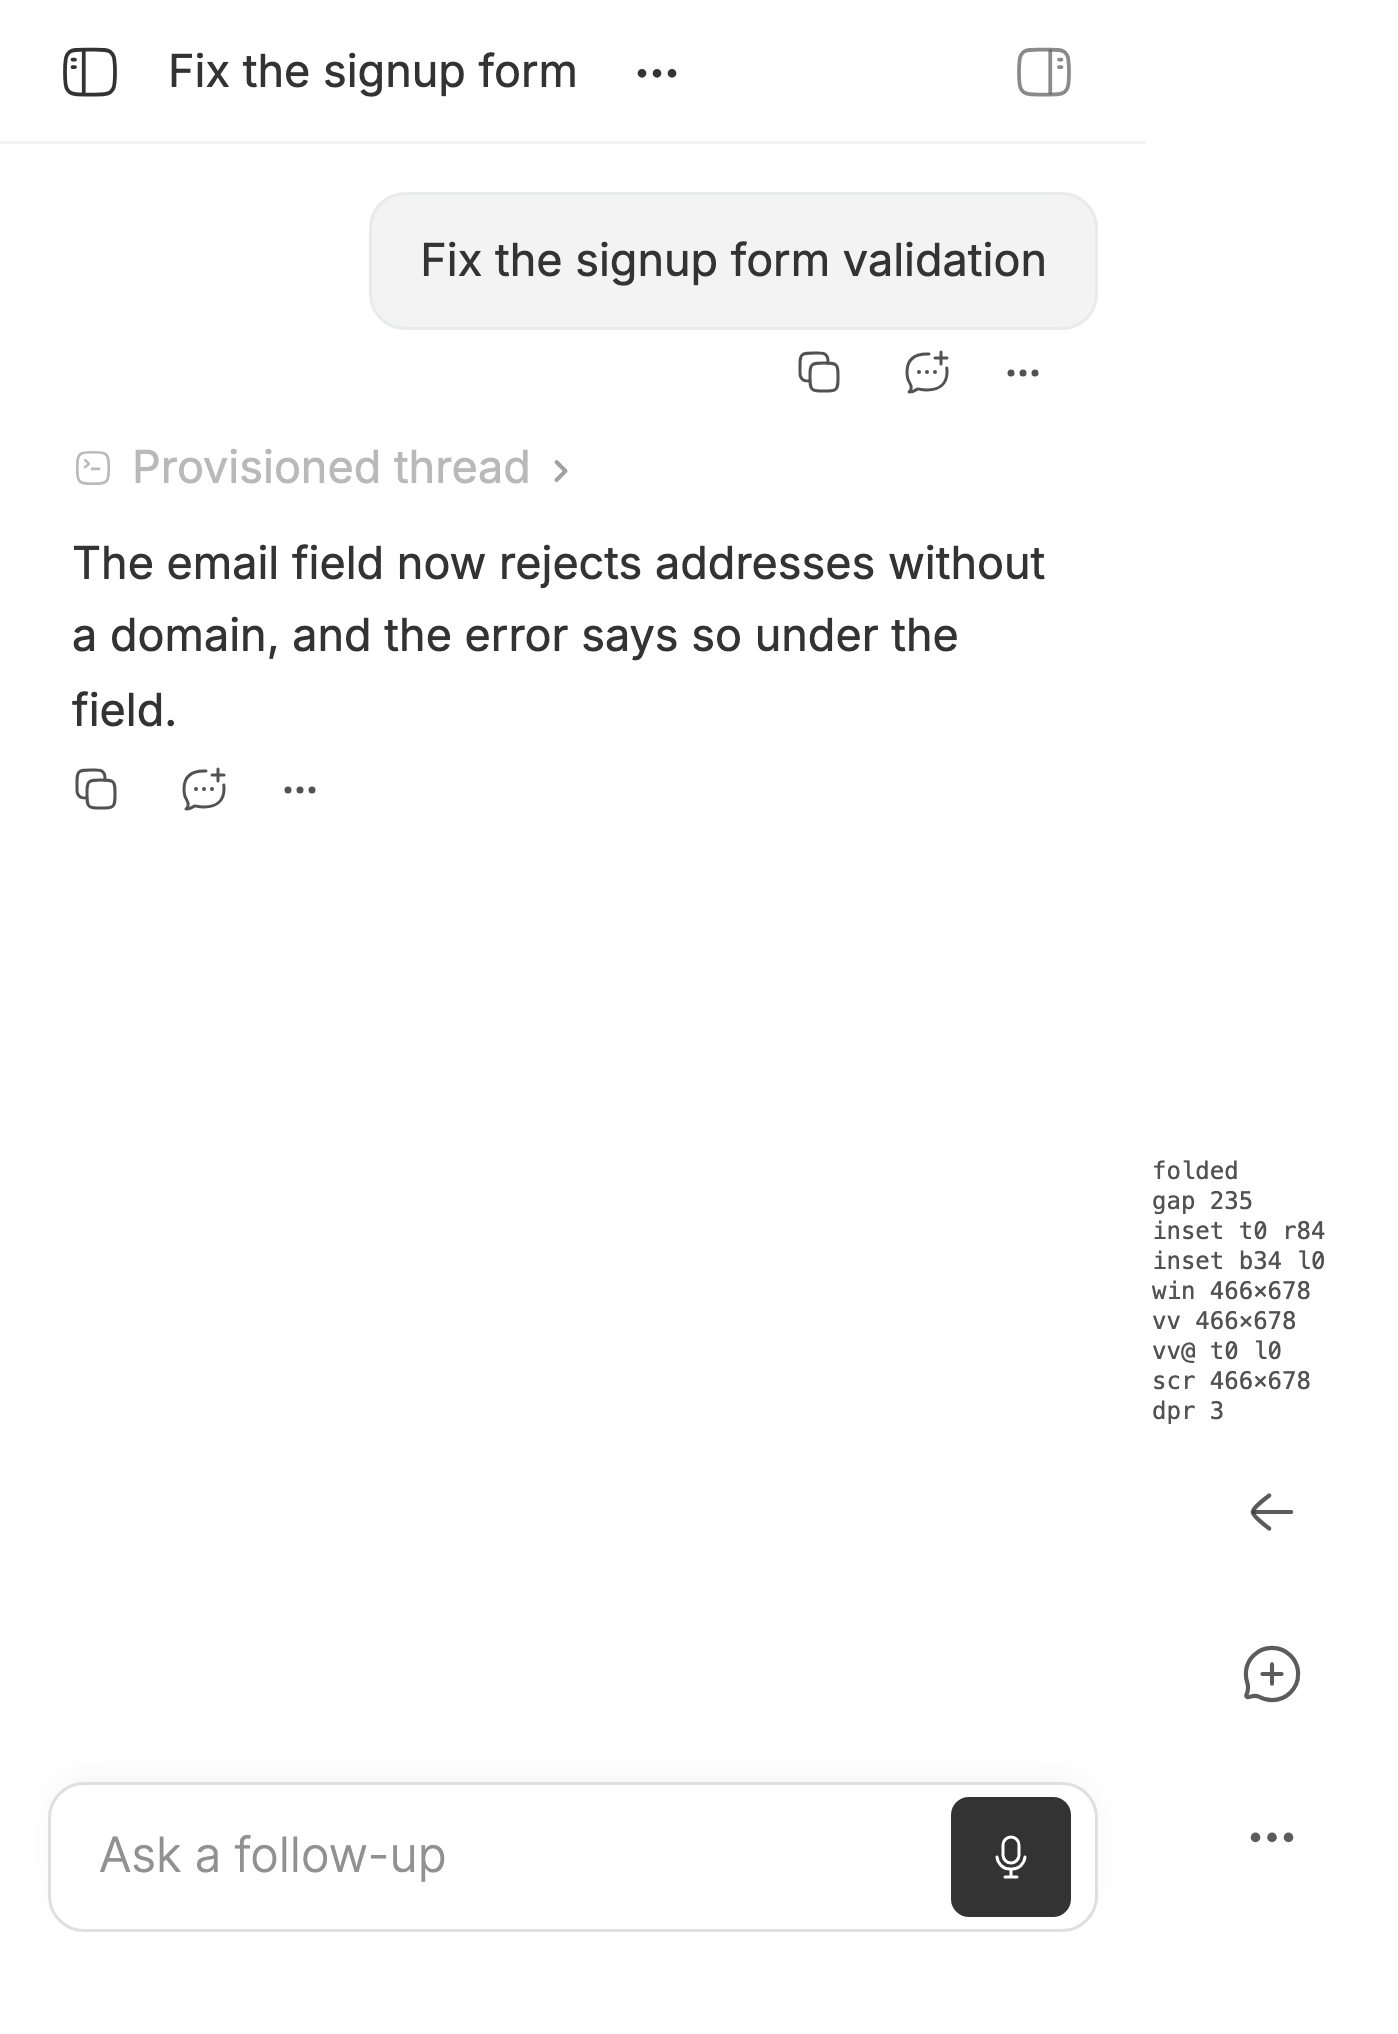 Fix the signup form
Fix the signup form validation
Provisioned thread
The email field now rejects addresses without
a domain, and the error says so under the
field.
folded
gap 235
inset t0 r84
inset b34 l0
win 466×678
vv 466×678
vv@ t0 l0
scr 466×678
dpr 3
Ask a follow-up